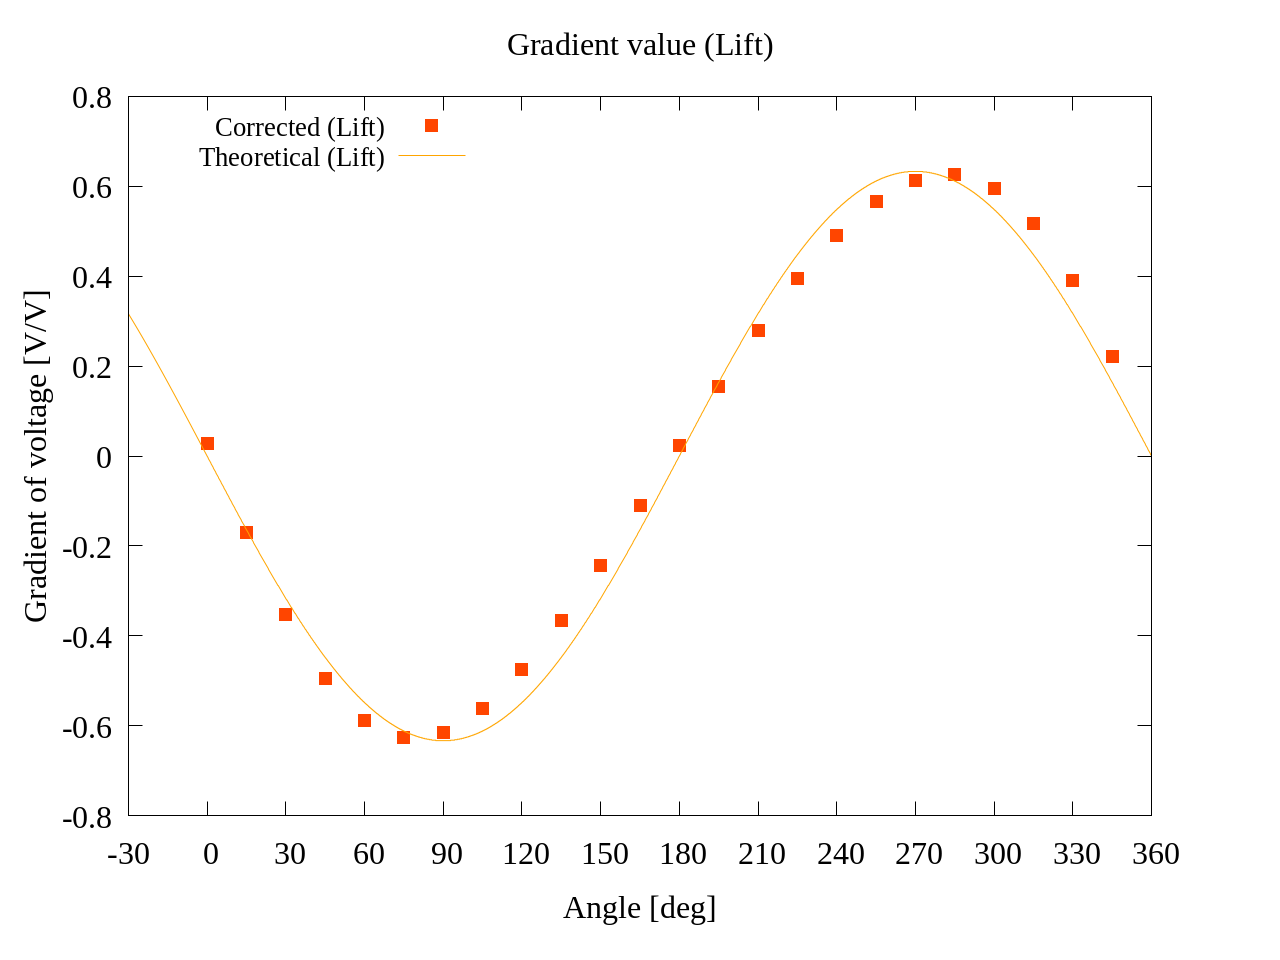 Gradient value (Lift)
0.8
0.6
0.4
0.2
0
-0.2
-0.4
-0.6
-0.8
Gradient of voltage [V/V]
Corrected (Lift)
Theoretical (Lift)
-30 0 30 60 90 120 150 180 210 240 270 300 330 360
Angle [deg]